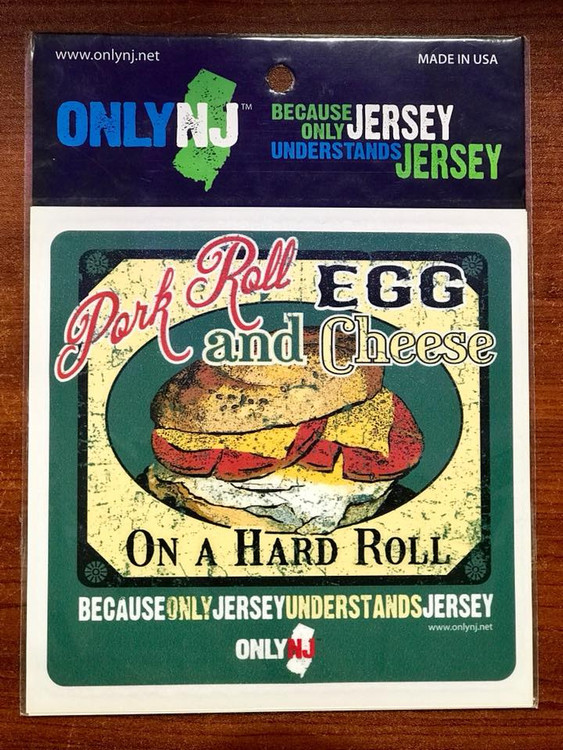 www.onlynj.net
MADE IN USA
ONLYNJ™
BECAUSE
ONLY JERSEY
UNDERSTANDS
JERSEY
Pork Roll EGG
and Cheese
ON A HARD ROLL
BECAUSEONLYJERSEYUNDERSTANDSJERSEY
www.onlynj.net
ONLYNJ